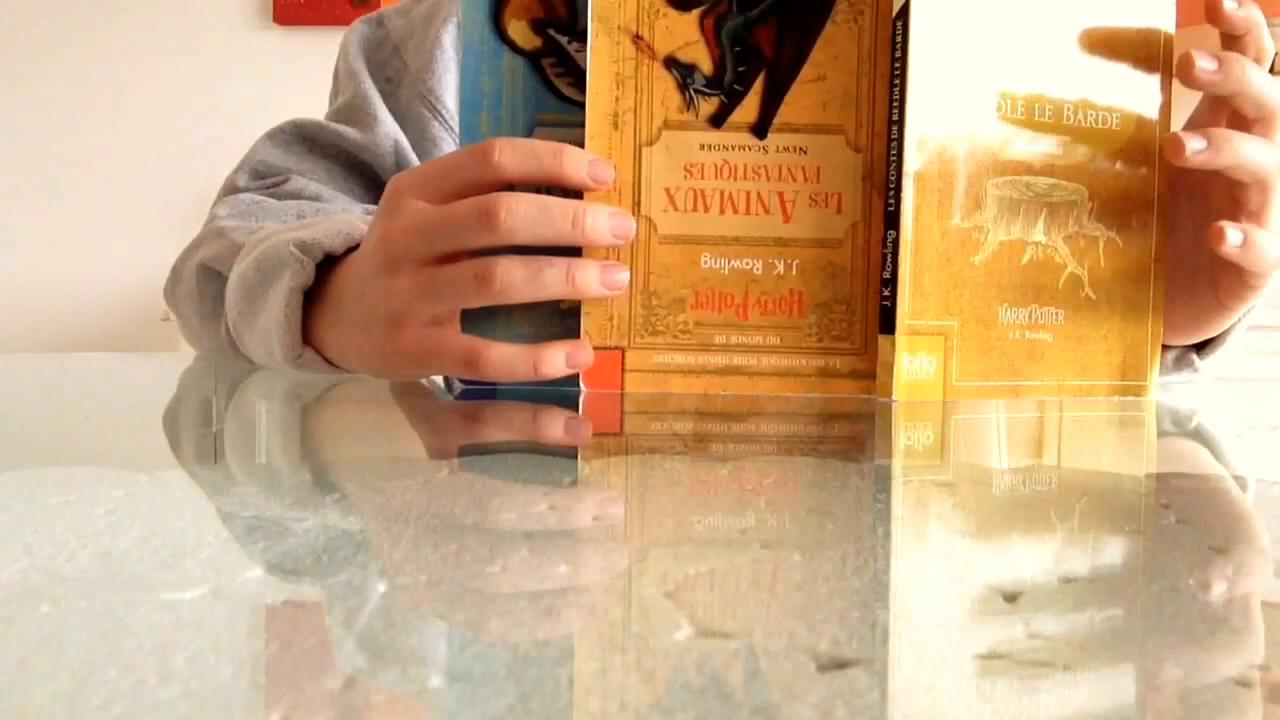 LA BIBLIOTHÈQUE POUR JEUNES SORCIERS
DU MONDE DE
Harry Potter
J. K. Rowling
LES ANIMAUX
FANTASTIQUES
NEWT SCAMANDER
J. K. Rowling LES CONTES DE BEEDLE LE BARDE
DLE LE BARDE
HARRY POTTER
J.K. Rowling
folio